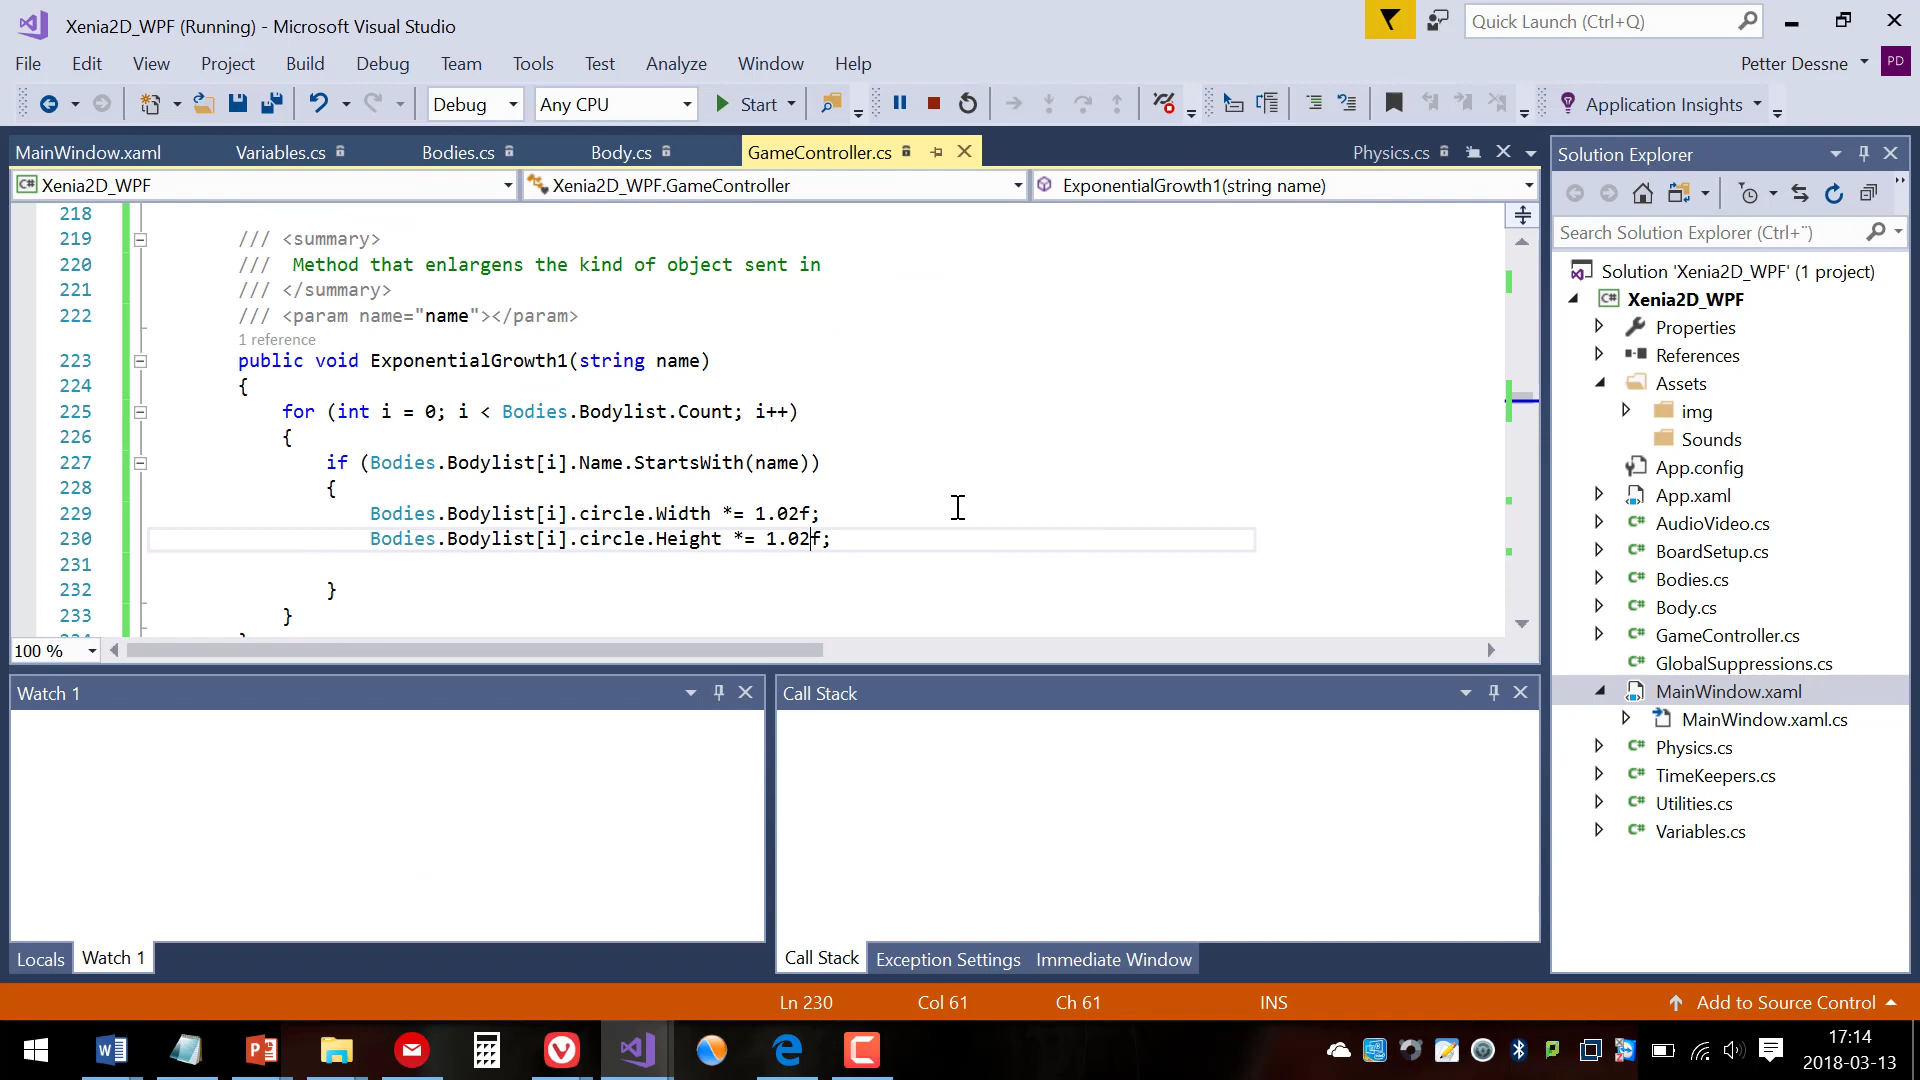 Xenia2D_WPF (Running) - Microsoft Visual Studio
Quick Launch (Ctrl+Q)
File Edit View Project Build Debug Team Tools Test Analyze Window Help
Petter Dessne PD
Debug Any CPU Start Application Insights
MainWindow.xaml Variables.cs Bodies.cs Body.cs GameController.cs Physics.cs
Xenia2D_WPF Xenia2D_WPF.GameController ExponentialGrowth1(string name)
218
219 /// <summary>
220 /// Method that enlargens the kind of object sent in
221 /// </summary>
222 /// <param name="name"></param>
1 reference
223 public void ExponentialGrowth1(string name)
224 {
225 for (int i = 0; i < Bodies.Bodylist.Count; i++)
226 {
227 if (Bodies.Bodylist[i].Name.StartsWith(name))
228 {
229 Bodies.Bodylist[i].circle.Width *= 1.02f;
230 Bodies.Bodylist[i].circle.Height *= 1.02f;
231
232 }
233 }
100 %
Watch 1
Call Stack
Locals Watch 1
Call Stack Exception Settings Immediate Window
Solution Explorer
Search Solution Explorer (Ctrl+¨)
Solution 'Xenia2D_WPF' (1 project)
C# Xenia2D_WPF
Properties
References
Assets
img
Sounds
App.config
App.xaml
C# AudioVideo.cs
C# BoardSetup.cs
C# Bodies.cs
C# Body.cs
C# GameController.cs
C# GlobalSuppressions.cs
MainWindow.xaml
MainWindow.xaml.cs
C# Physics.cs
C# TimeKeepers.cs
C# Utilities.cs
C# Variables.cs
Ln 230 Col 61 Ch 61 INS Add to Source Control
17:14
2018-03-13